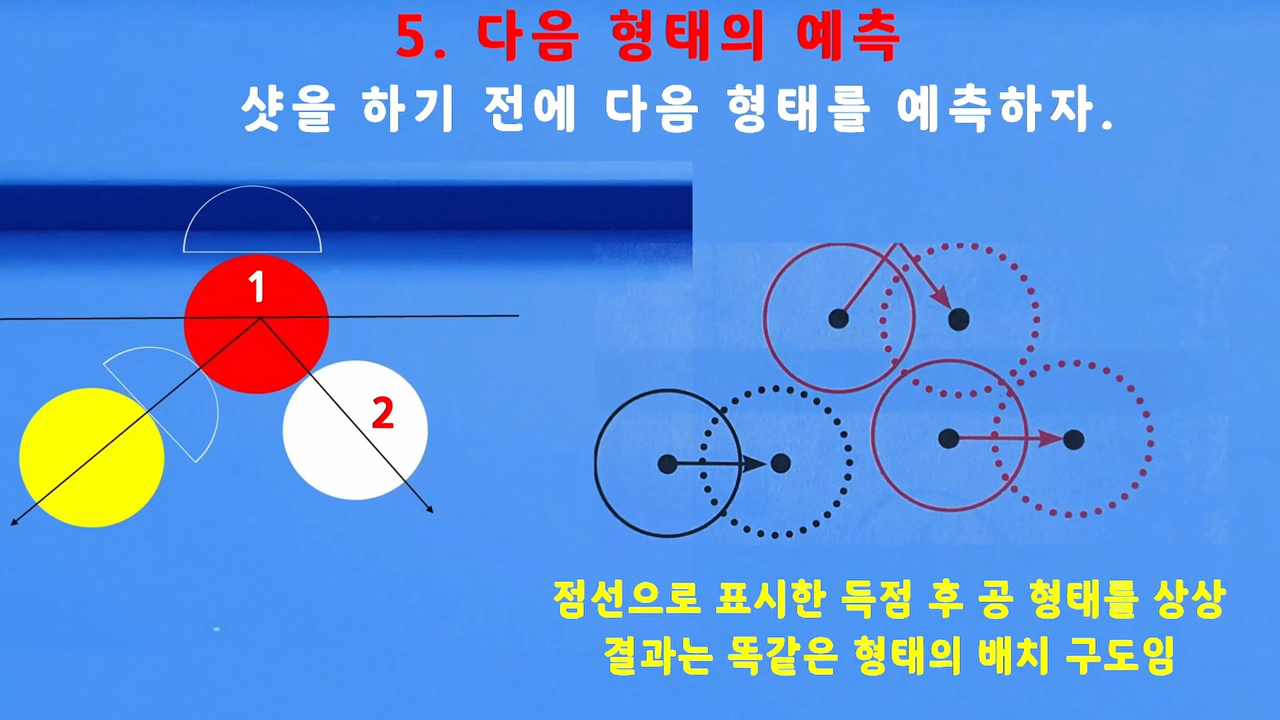 5. 다음 형태의 예측
샷을 하기 전에 다음 형태를 예측하자.
1
2
점선으로 표시한 득점 후 공 형태를 상상
결과는 똑같은 형태의 배치 구도임